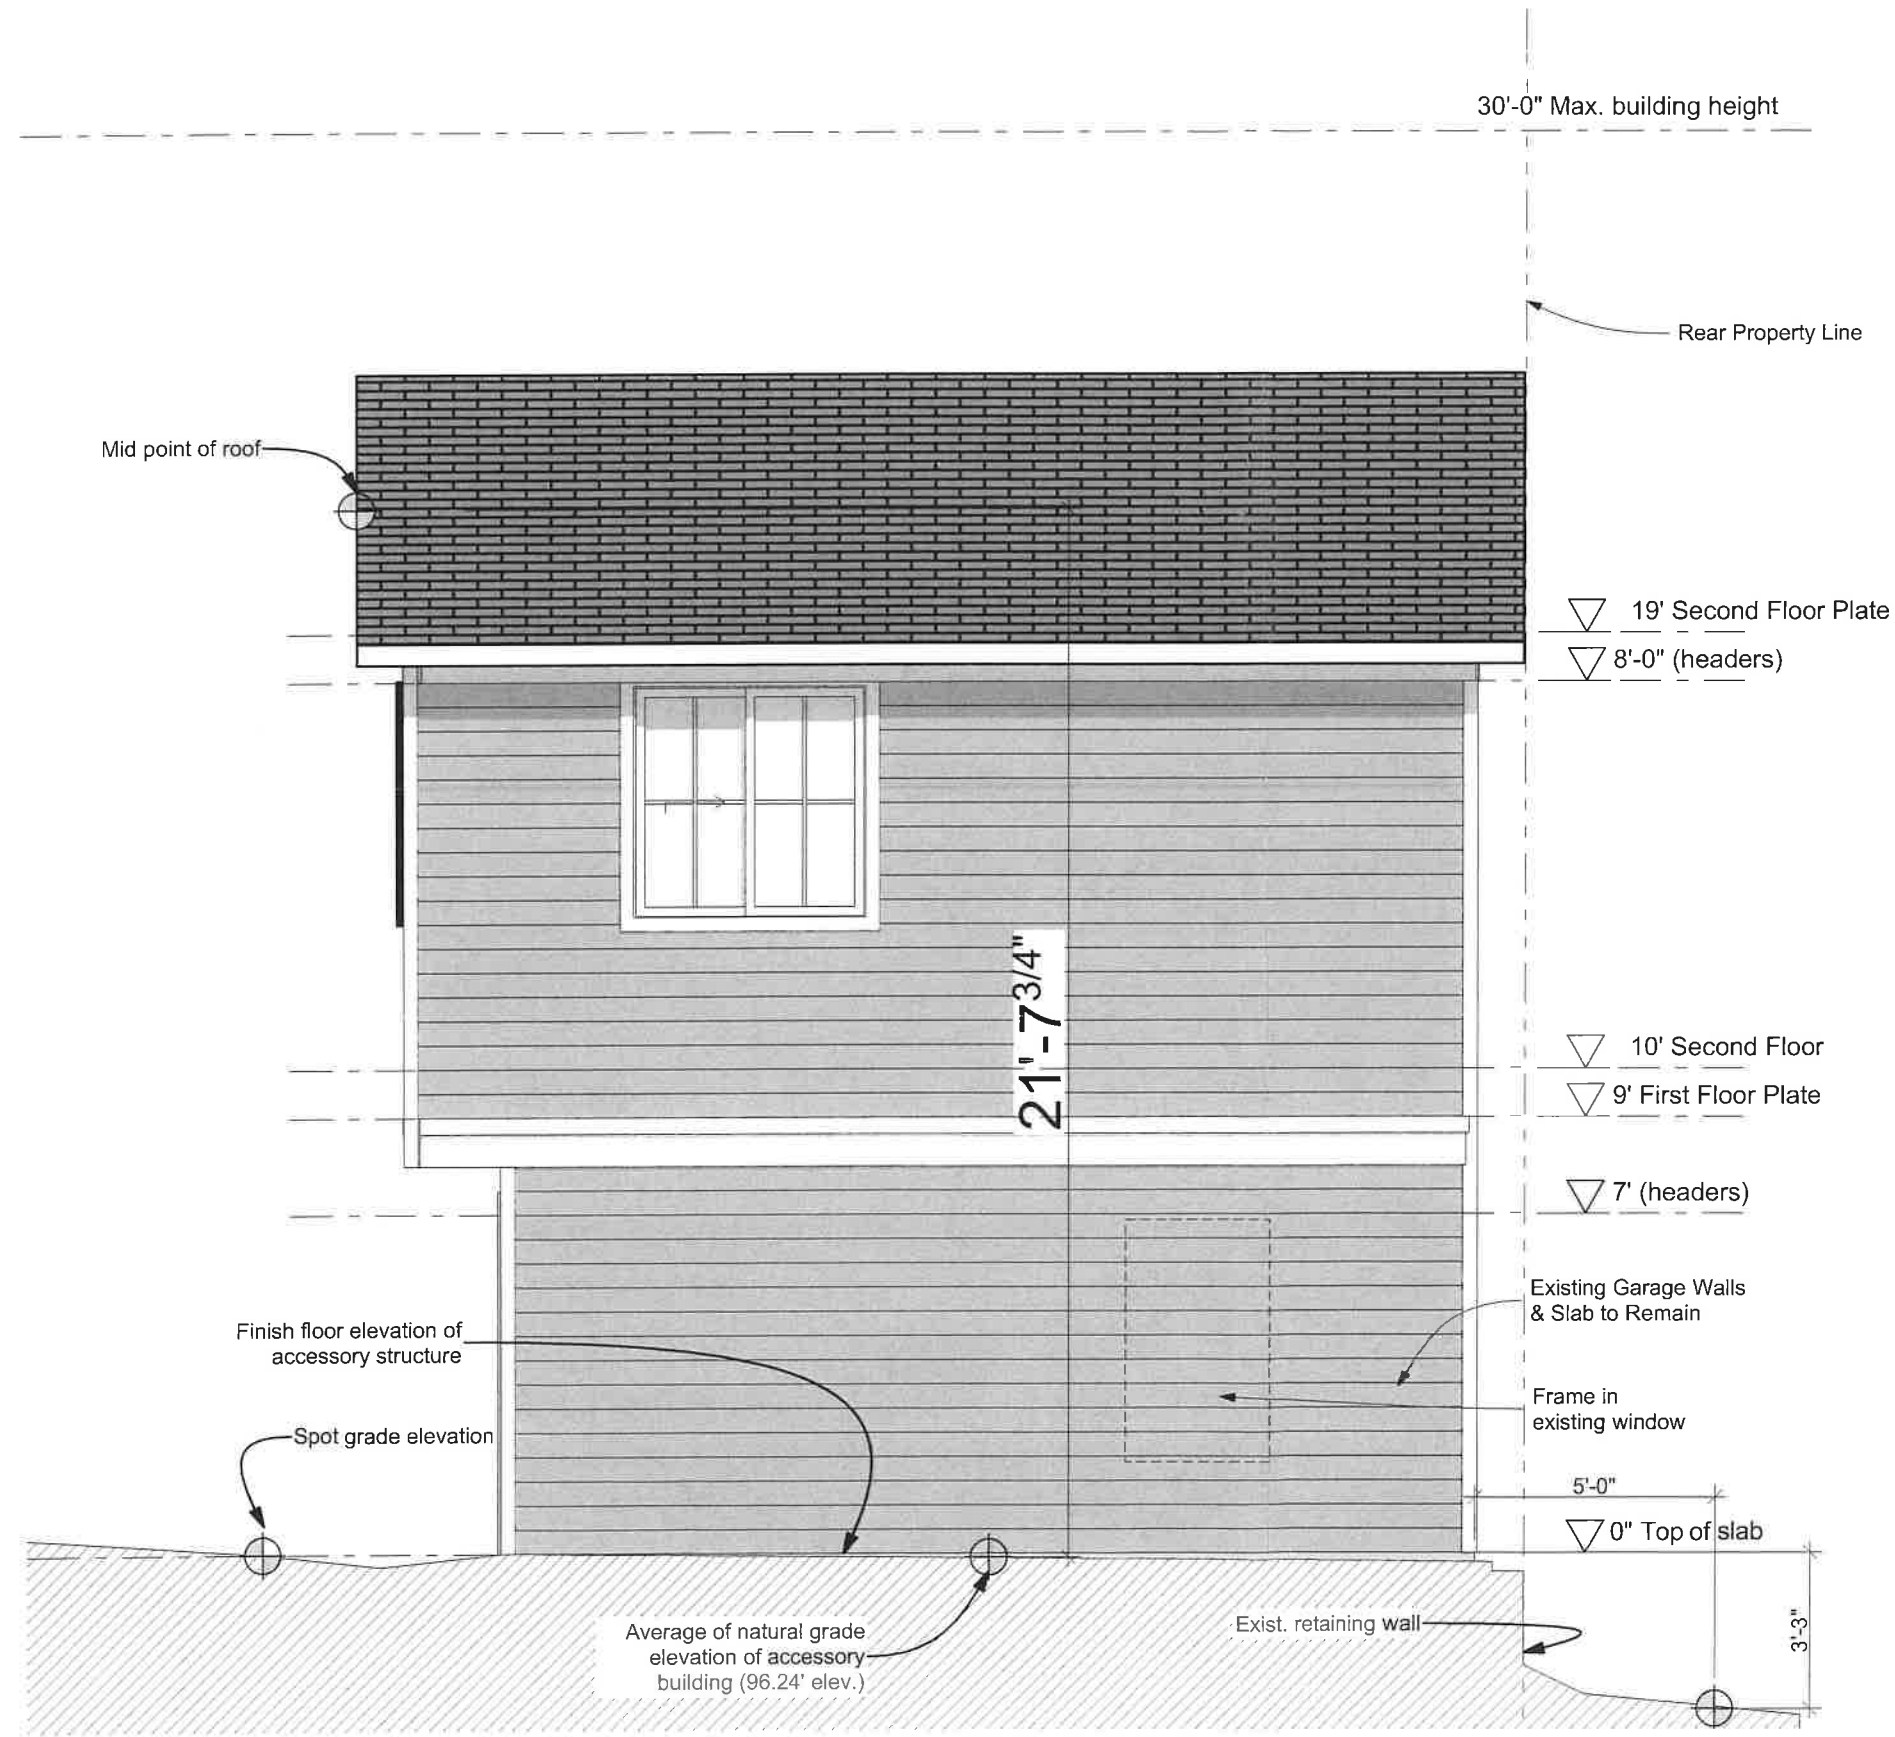 30'-0" Max. building height
Rear Property Line
Mid point of roof
19' Second Floor Plate
8'-0" (headers)
21'-7 3/4"
10' Second Floor
9' First Floor Plate
7' (headers)
Existing Garage Walls
& Slab to Remain
Finish floor elevation of
accessory structure
Frame in
existing window
Spot grade elevation
5'-0"
0" Top of slab
Average of natural grade
elevation of accessory
building (96.24' elev.)
Exist. retaining wall
3'-3"